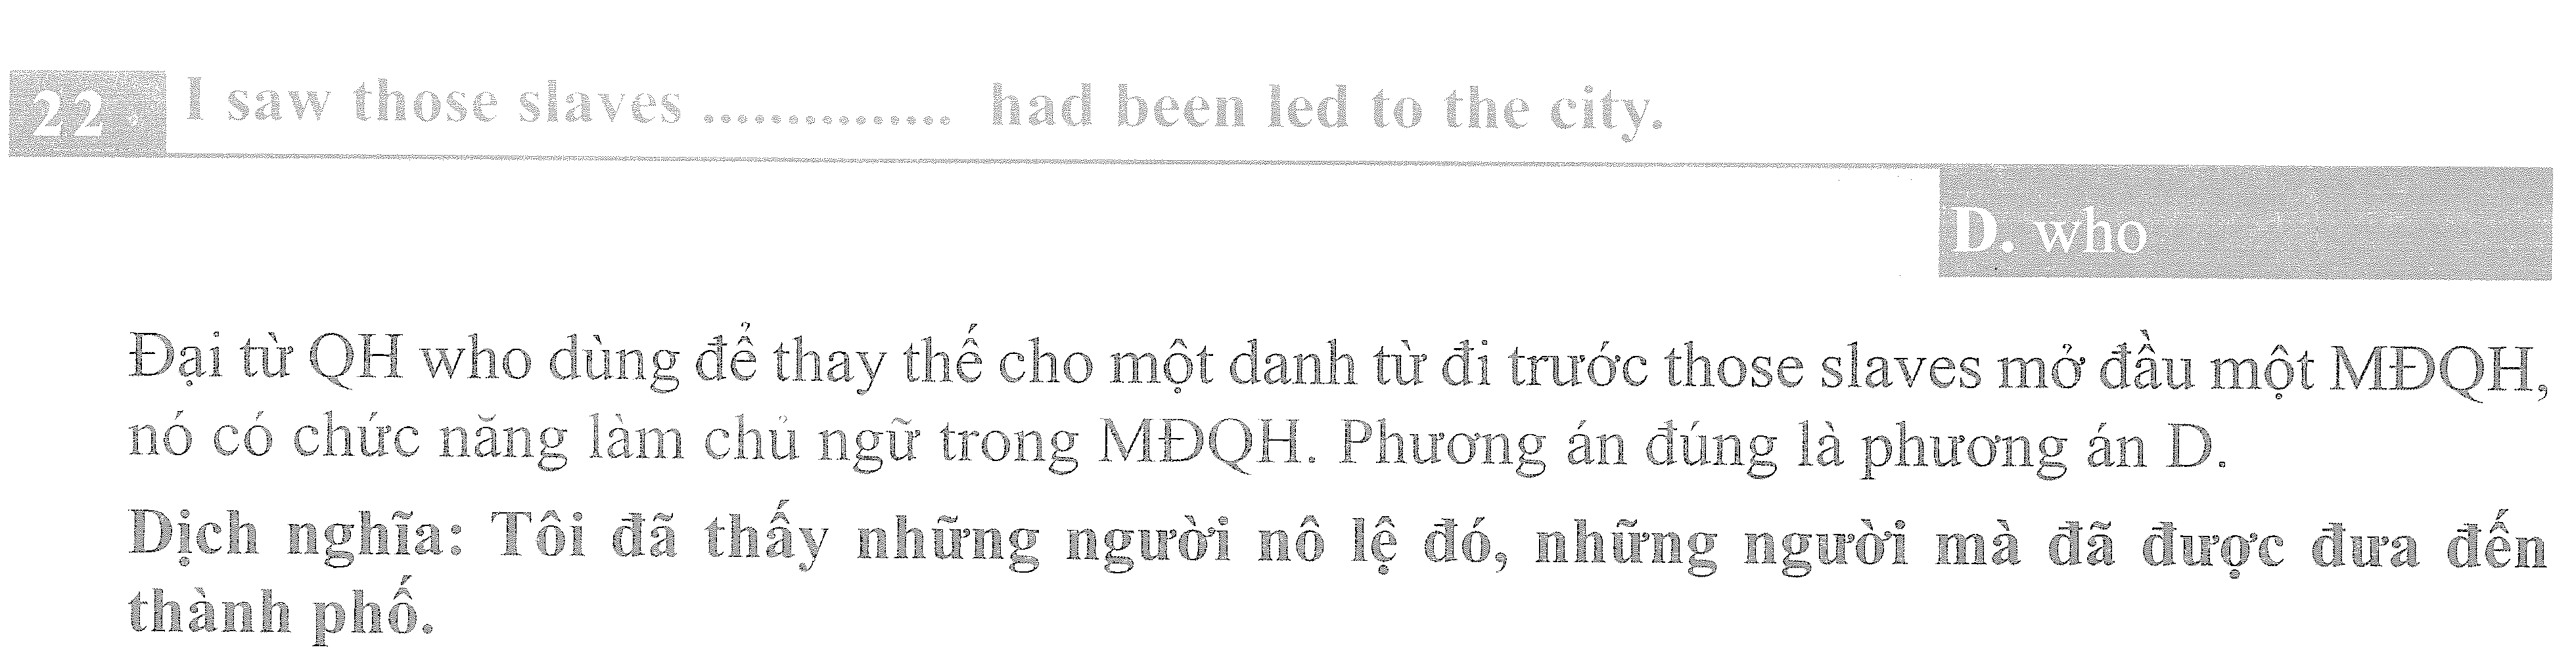 22. I saw those slaves .............. had been led to the city.
D. who
Đại từ QH who dùng để thay thế cho một danh từ đi trước those slaves mở đầu một MĐQH,
nó có chức năng làm chủ ngữ trong MĐQH. Phương án đúng là phương án D.
Dịch nghĩa: Tôi đã thấy những người nô lệ đó, những người mà đã được đưa đến
thành phố.